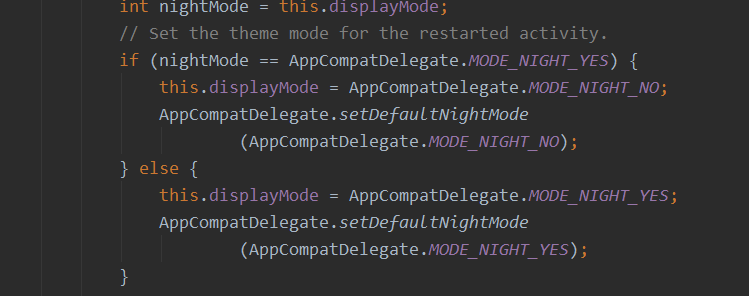 int nightMode = this.displayMode;
// Set the theme mode for the restarted activity.
if (nightMode == AppCompatDelegate.MODE_NIGHT_YES) {
this.displayMode = AppCompatDelegate.MODE_NIGHT_NO;
AppCompatDelegate.setDefaultNightMode
(AppCompatDelegate.MODE_NIGHT_NO);
} else {
this.displayMode = AppCompatDelegate.MODE_NIGHT_YES;
AppCompatDelegate.setDefaultNightMode
(AppCompatDelegate.MODE_NIGHT_YES);
}